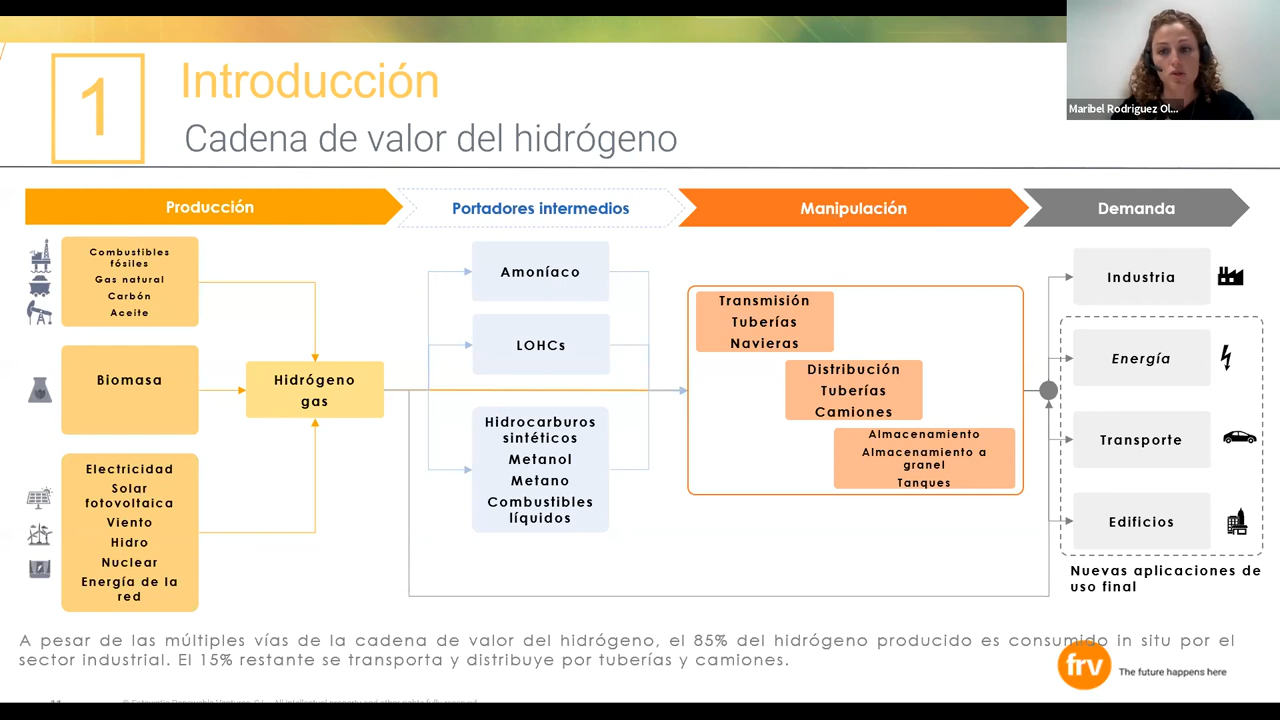 1
Introducción
Cadena de valor del hidrógeno
Maribel Rodriguez Ol...
Producción
Portadores intermedios
Manipulación
Demanda
Combustibles
fósiles
Gas natural
Carbón
Aceite
Biomasa
Electricidad
Solar
fotovoltaica
Viento
Hidro
Nuclear
Energía de la
red
Hidrógeno
gas
Amoníaco
LOHCs
Hidrocarburos
sintéticos
Metanol
Metano
Combustibles
líquidos
Transmisión
Tuberías
Navieras
Distribución
Tuberías
Camiones
Almacenamiento
Almacenamiento a
granel
Tanques
Industria
Energía
Transporte
Edificios
Nuevas aplicaciones de
uso final
A pesar de las múltiples vías de la cadena de valor del hidrógeno, el 85% del hidrógeno producido es consumido in situ por el
sector industrial. El 15% restante se transporta y distribuye por tuberías y camiones.
frv
The future happens here